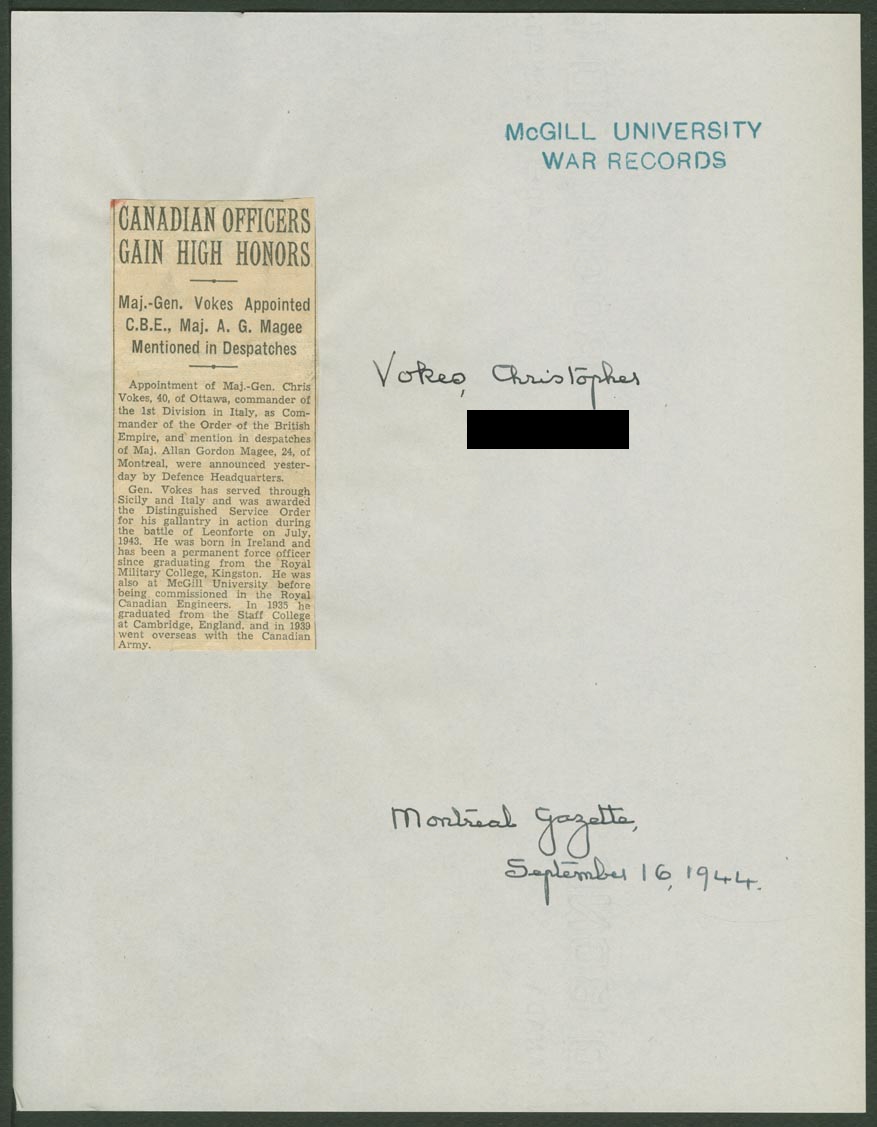 McGILL UNIVERSITY
WAR RECORDS
CANADIAN OFFICERS
GAIN HIGH HONORS
Maj.-Gen. Vokes Appointed
C.B.E., Maj. A. G. Magee
Mentioned in Despatches
Appointment of Maj.-Gen. Chris
Vokes, 40, of Ottawa, commander of
the 1st Division in Italy, as Com-
mander of the Order of the British
Empire, and mention in despatches
of Maj. Allan Gordon Magee, 24, of
Montreal, were announced yester-
day by Defence Headquarters.
Gen. Vokes has served through
Sicily and Italy and was awarded
the Distinguished Service Order
for his gallantry in action during
the battle of Leonforte on July,
1943. He was born in Ireland and
has been a permanent force officer
since graduating from the Royal
Military College, Kingston. He was
also at McGill University before
being commissioned in the Royal
Canadian Engineers. In 1935 he
graduated from the Staff College
at Cambridge, England, and in 1939
went overseas with the Canadian
Army.
Vokes, Christopher
Montreal Gazette,
September 16, 1944.